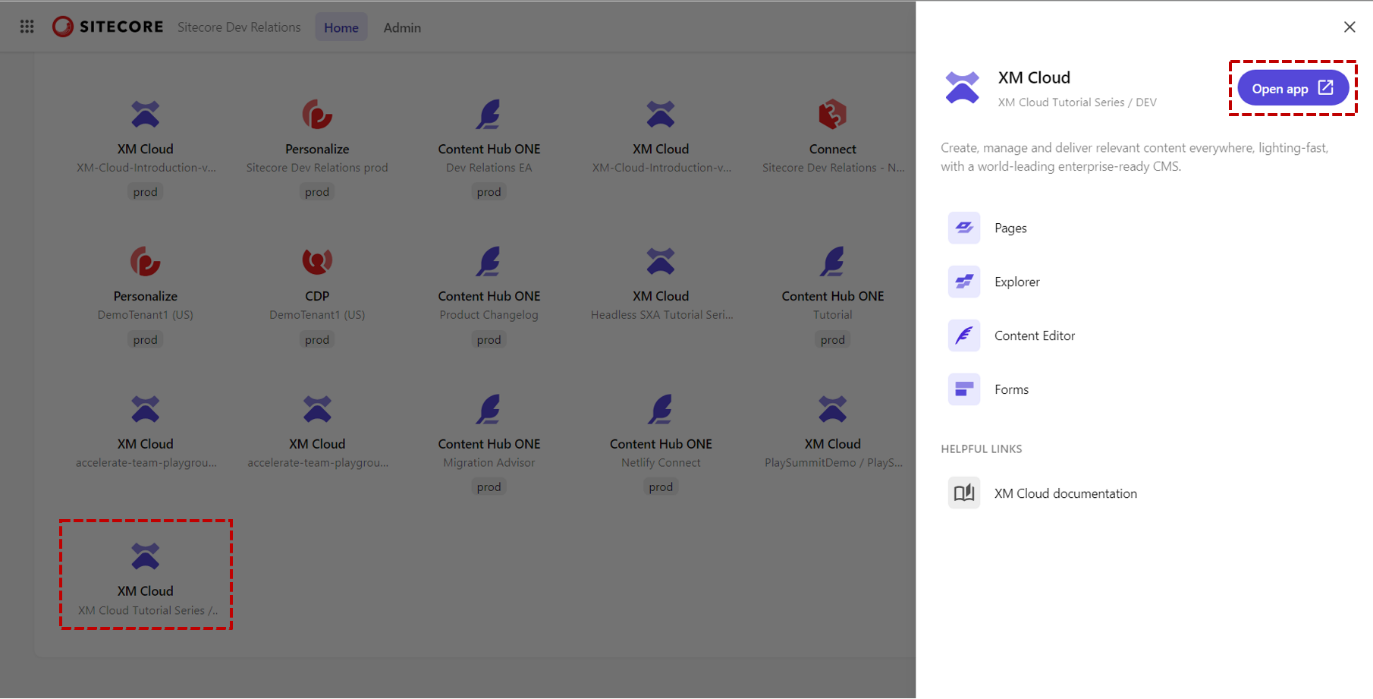 SITECORE Sitecore Dev Relations Home Admin
XM Cloud
XM-Cloud-Introduction-v...
prod
Personalize
Sitecore Dev Relations prod
prod
Content Hub ONE
Dev Relations EA
prod
XM Cloud
XM-Cloud-Introduction-v...
Connect
Sitecore Dev Relations - N...
Personalize
DemoTenant1 (US)
prod
CDP
DemoTenant1 (US)
prod
Content Hub ONE
Product Changelog
prod
XM Cloud
Headless SXA Tutorial Seri...
Content Hub ONE
Tutorial
prod
XM Cloud
accelerate-team-playgrou...
XM Cloud
accelerate-team-playgrou...
Content Hub ONE
Migration Advisor
prod
Content Hub ONE
Netlify Connect
prod
XM Cloud
PlaySummitDemo / PlayS...
XM Cloud
XM Cloud Tutorial Series /..
XM Cloud
XM Cloud Tutorial Series / DEV
Open app
Create, manage and deliver relevant content everywhere, lighting-fast,
with a world-leading enterprise-ready CMS.
Pages
Explorer
Content Editor
Forms
HELPFUL LINKS
XM Cloud documentation